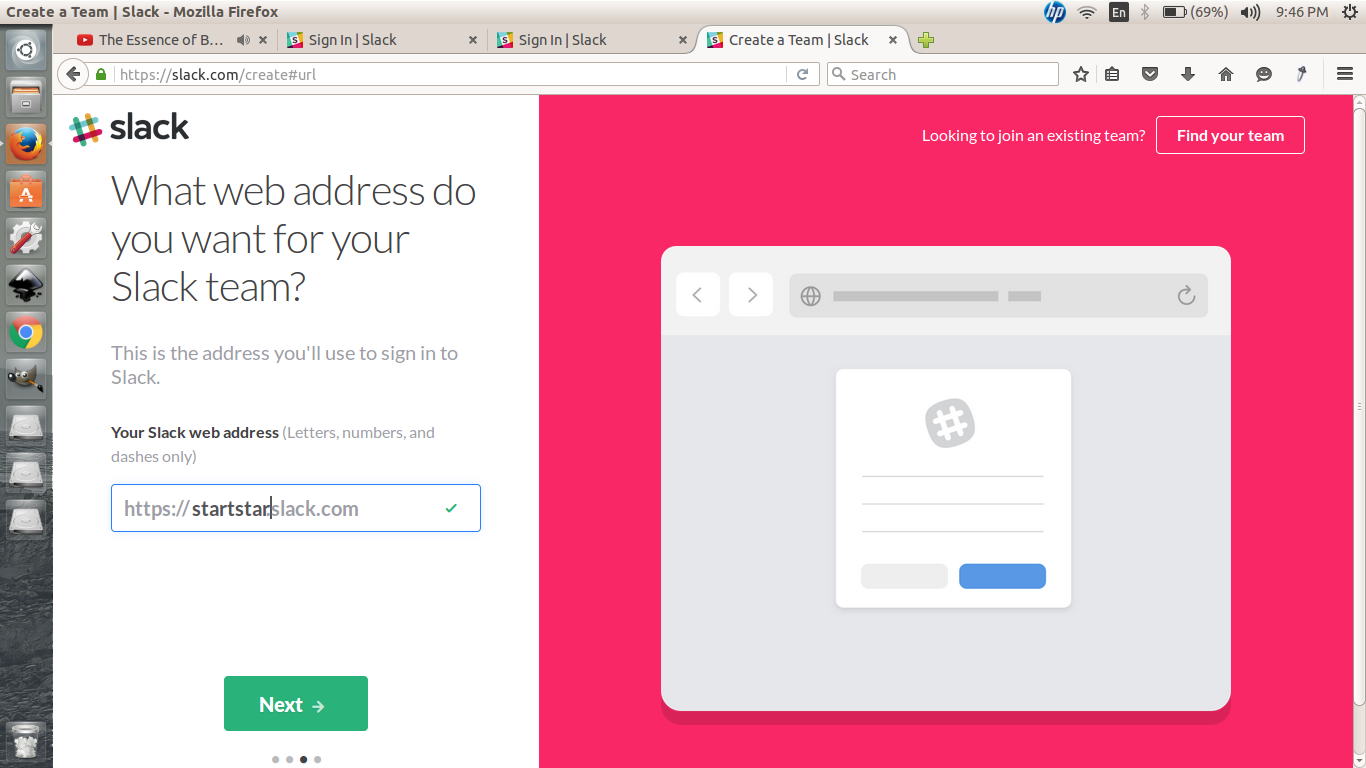 Create a Team | Slack - Mozilla Firefox
En
(69%)
9:46 PM
The Essence of B...
Sign In | Slack
Sign In | Slack
Create a Team | Slack
https://slack.com/create#url
Search
slack
Looking to join an existing team?
Find your team
What web address do
you want for your
Slack team?
This is the address you'll use to sign in to
Slack.
Your Slack web address (Letters, numbers, and
dashes only)
https://startstar.slack.com
Next →